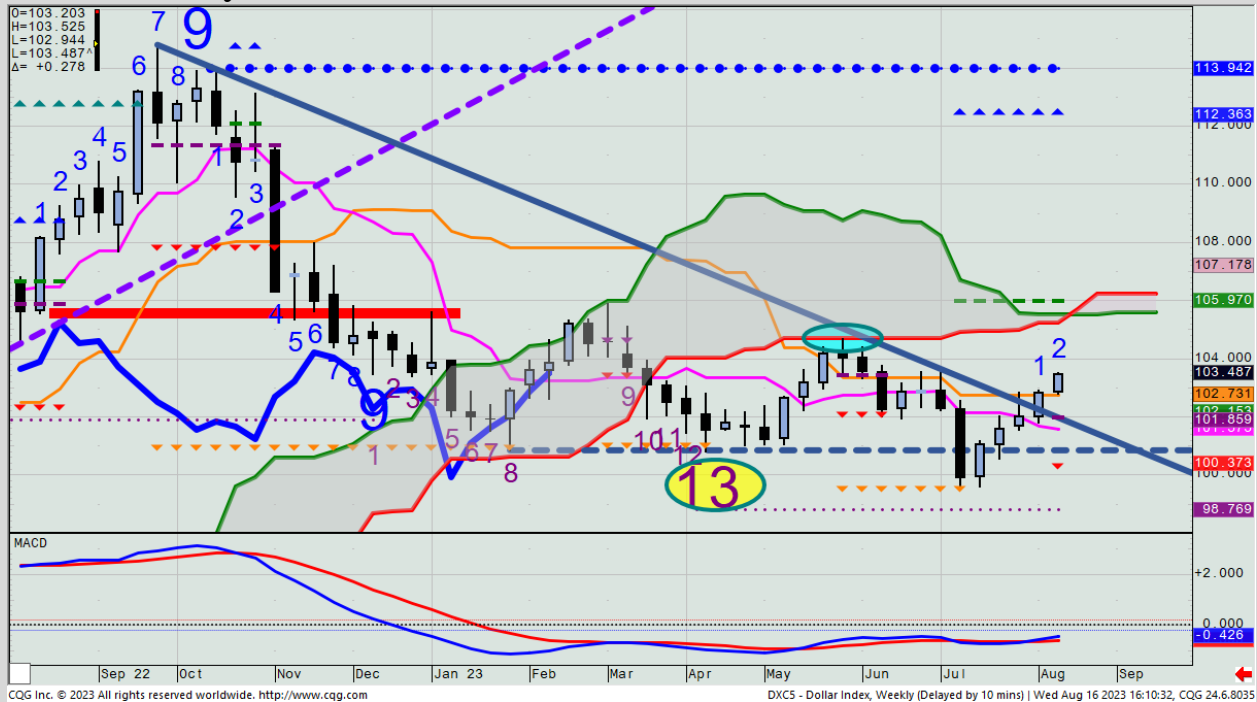 O=103.203
H=103.525
L=102.944
L=103.487^
Δ= +0.278
7
9
6
8
4
5
3
2
1
1
3
2
4
5
6
7
8
9
1
2
3
4
5
6
7
8
9
10
11
12
13
1
2
113.942
112.363
112.000
110.000
108.000
107.178
105.970
104.000
103.487
102.731
101.859
100.373
100.000
98.769
MACD
+2.000
0.000
-0.426
Sep 22
Oct
Nov
Dec
Jan 23
Feb
Mar
Apr
May
Jun
Jul
Aug
Sep
CQG Inc. © 2023 All rights reserved worldwide. http://www.cqg.com
DXC5 - Dollar Index, Weekly (Delayed by 10 mins) | Wed Aug 16 2023 16:10:32, CQG 24.6.8035